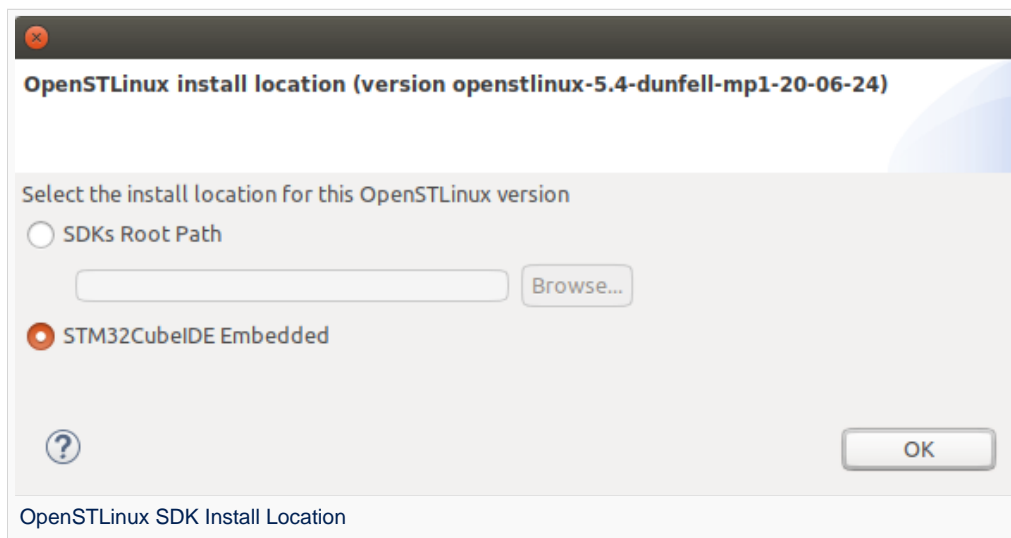 OpenSTLinux install location (version openstlinux-5.4-dunfell-mp1-20-06-24)
Select the install location for this OpenSTLinux version
SDKs Root Path
Browse...
STM32CubeIDE Embedded
?
OK
OpenSTLinux SDK Install Location